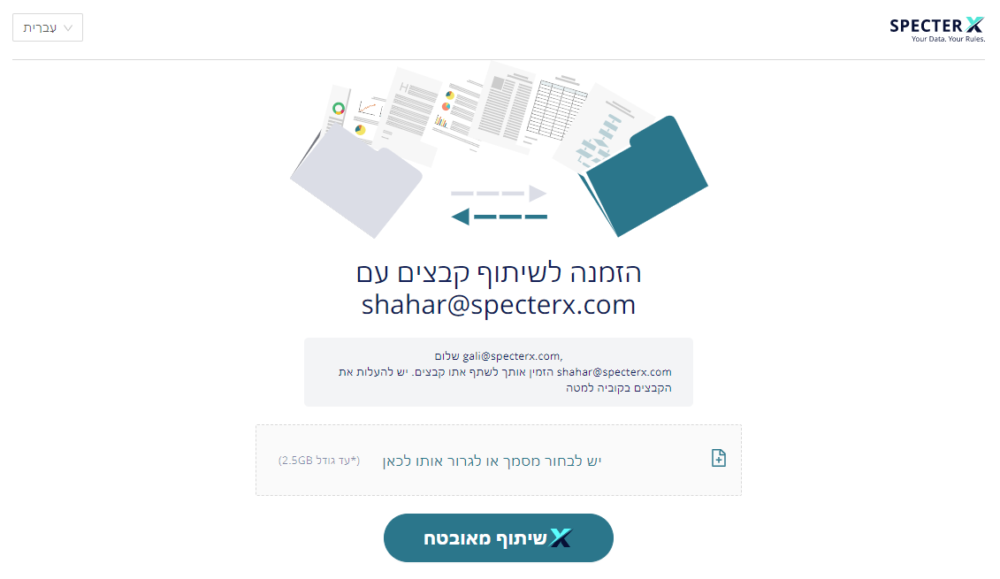 עִברִית
SPECTER X
Your Data. Your Rules.
הזמנה לשיתוף קבצים עם
shahar@specterx.com
שלום gali@specterx.com,
shahar@specterx.com הזמין אותך לשתף אתו קבצים. יש להעלות את
הקבצים בקוביה למטה
יש לבחור מסמך או לגרור אותו לכאן (*עד גודל 2.5GB)
שיתוף מאובטח